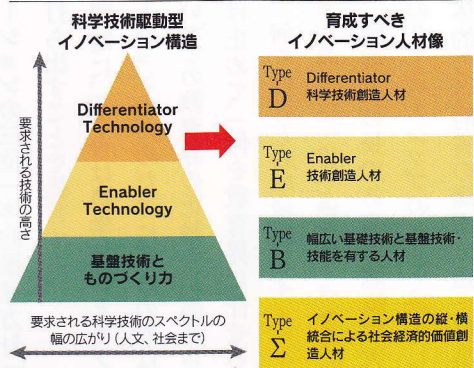 科学技術駆動型
イノベーション構造
要求される技術の高さ
Differentiator
Technology
Enabler
Technology
基盤技術と
ものづくり力
要求される科学技術のスペクトルの
幅の広がり(人文、社会まで)
育成すべき
イノベーション人材像
Type
D
Differentiator
科学技術創造人材
Type
E
Enabler
技術創造人材
Type
B
幅広い基礎技術と基盤技術・
技能を有する人材
Type
Σ
イノベーション構造の縦・横
統合による社会経済的価値創
造人材